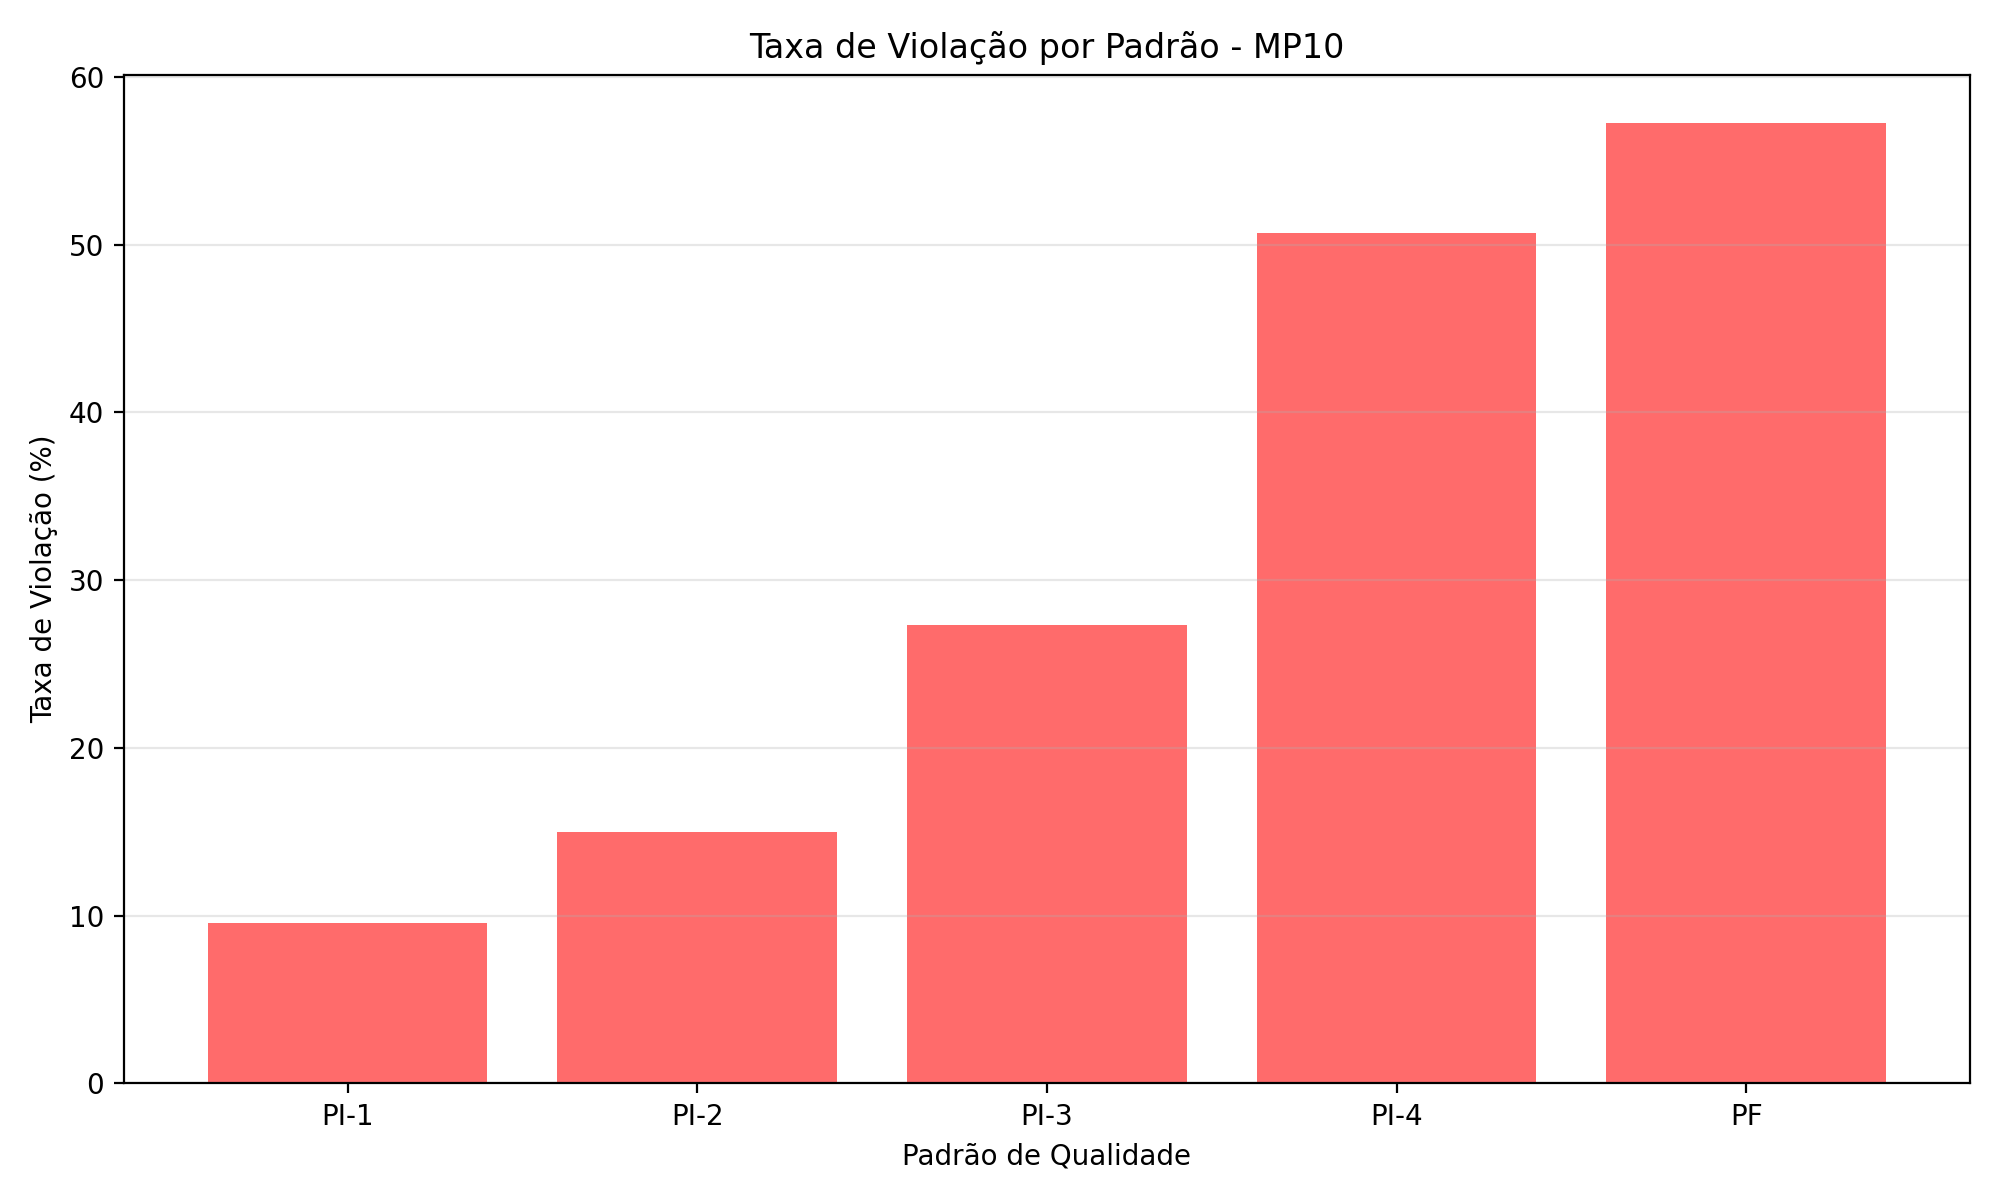 Taxa de Violação por Padrão - MP10
60
50
40
30
20
10
0
Taxa de Violação (%)
PI-1 PI-2 PI-3 PI-4 PF
Padrão de Qualidade